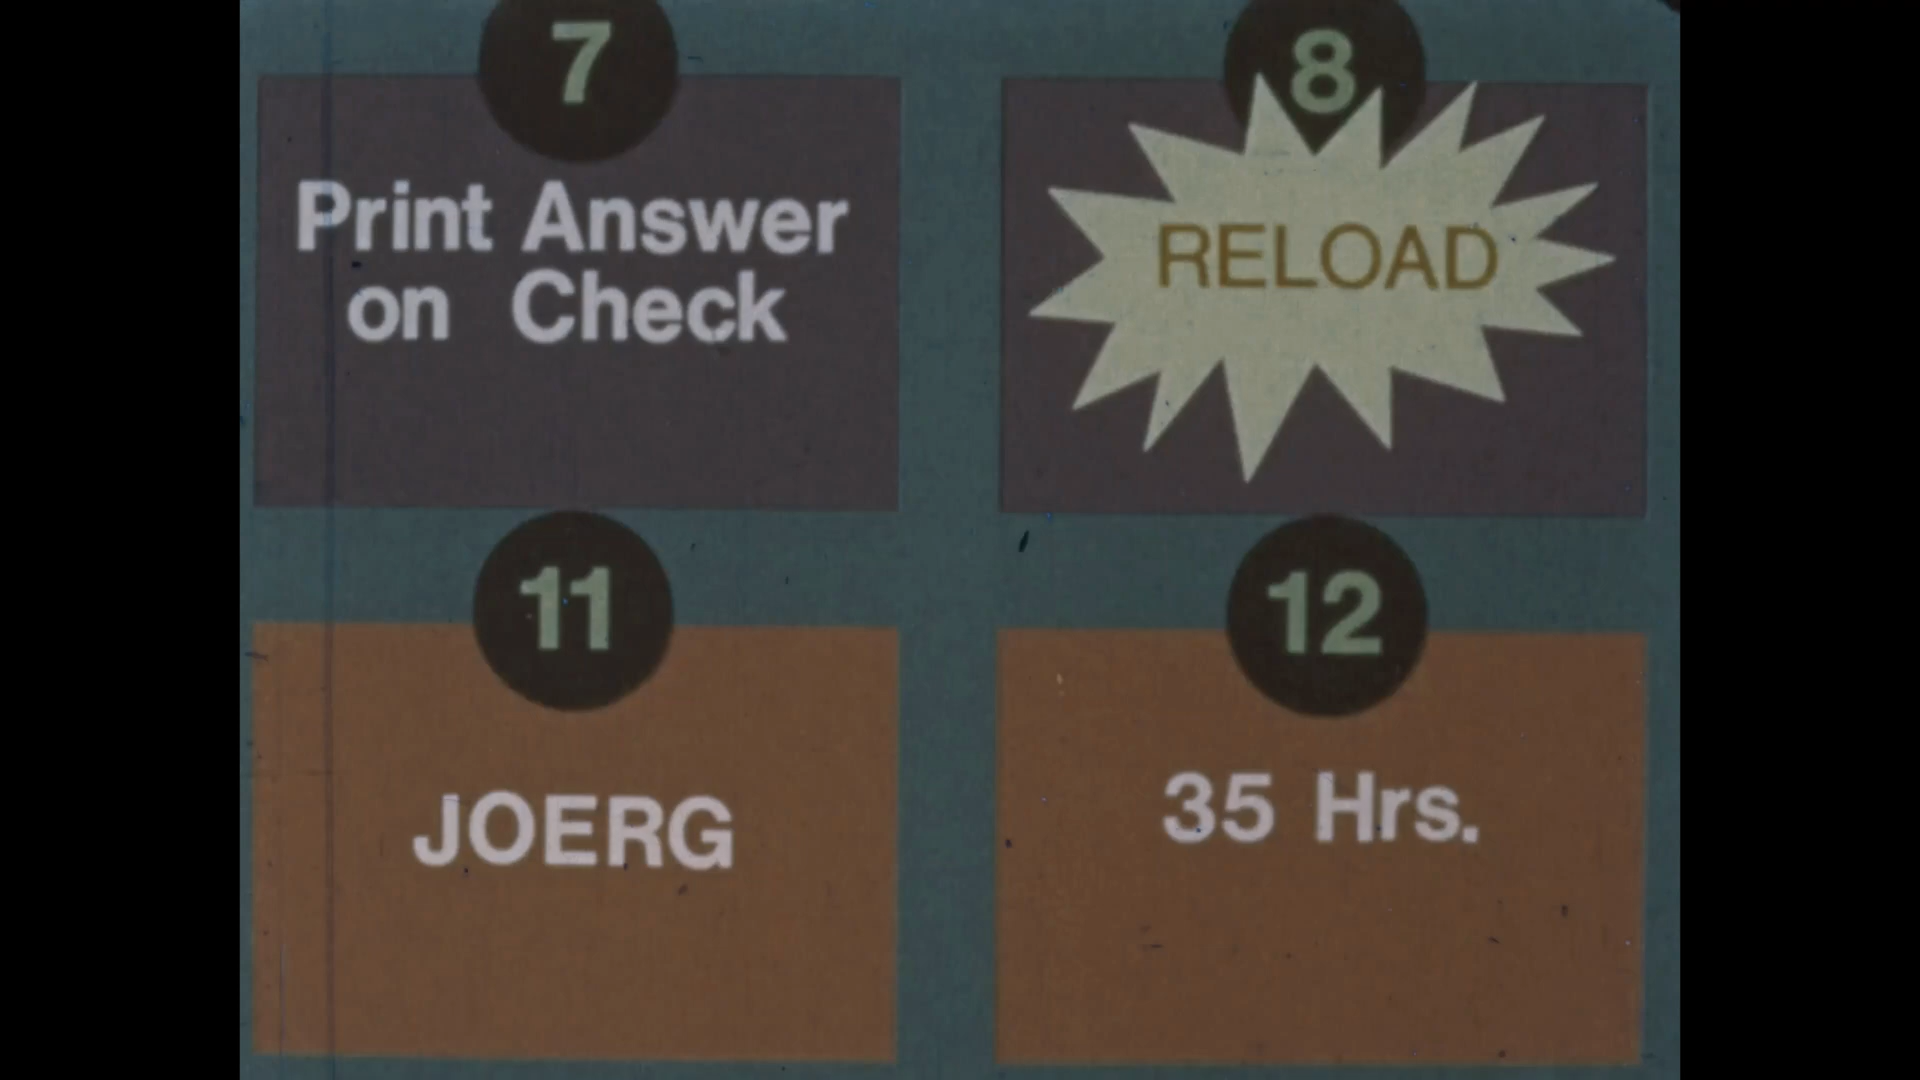 7
Print Answer
on Check
8
RELOAD
11
JOERG
12
35 Hrs.